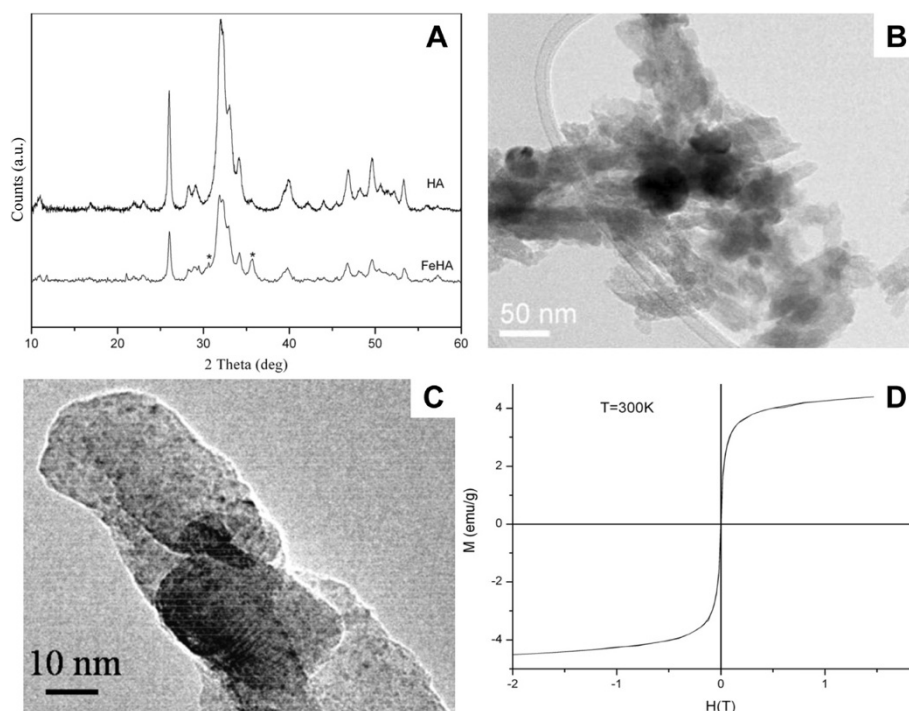 A
Counts (a.u.)
HA
* *
FeHA
10 20 30 40 50 60
2 Theta (deg)
B
50 nm
C
10 nm
D
T=300K
M (emu/g)
4
2
0
-2
-4
-2 -1 0 1
H(T)